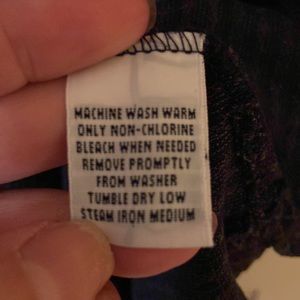 MACHINE WASH WARM
ONLY NON-CHLORINE
BLEACH WHEN NEEDED
REMOVE PROMPTLY
FROM WASHER
TUMBLE DRY LOW
STEAM IRON MEDIUM